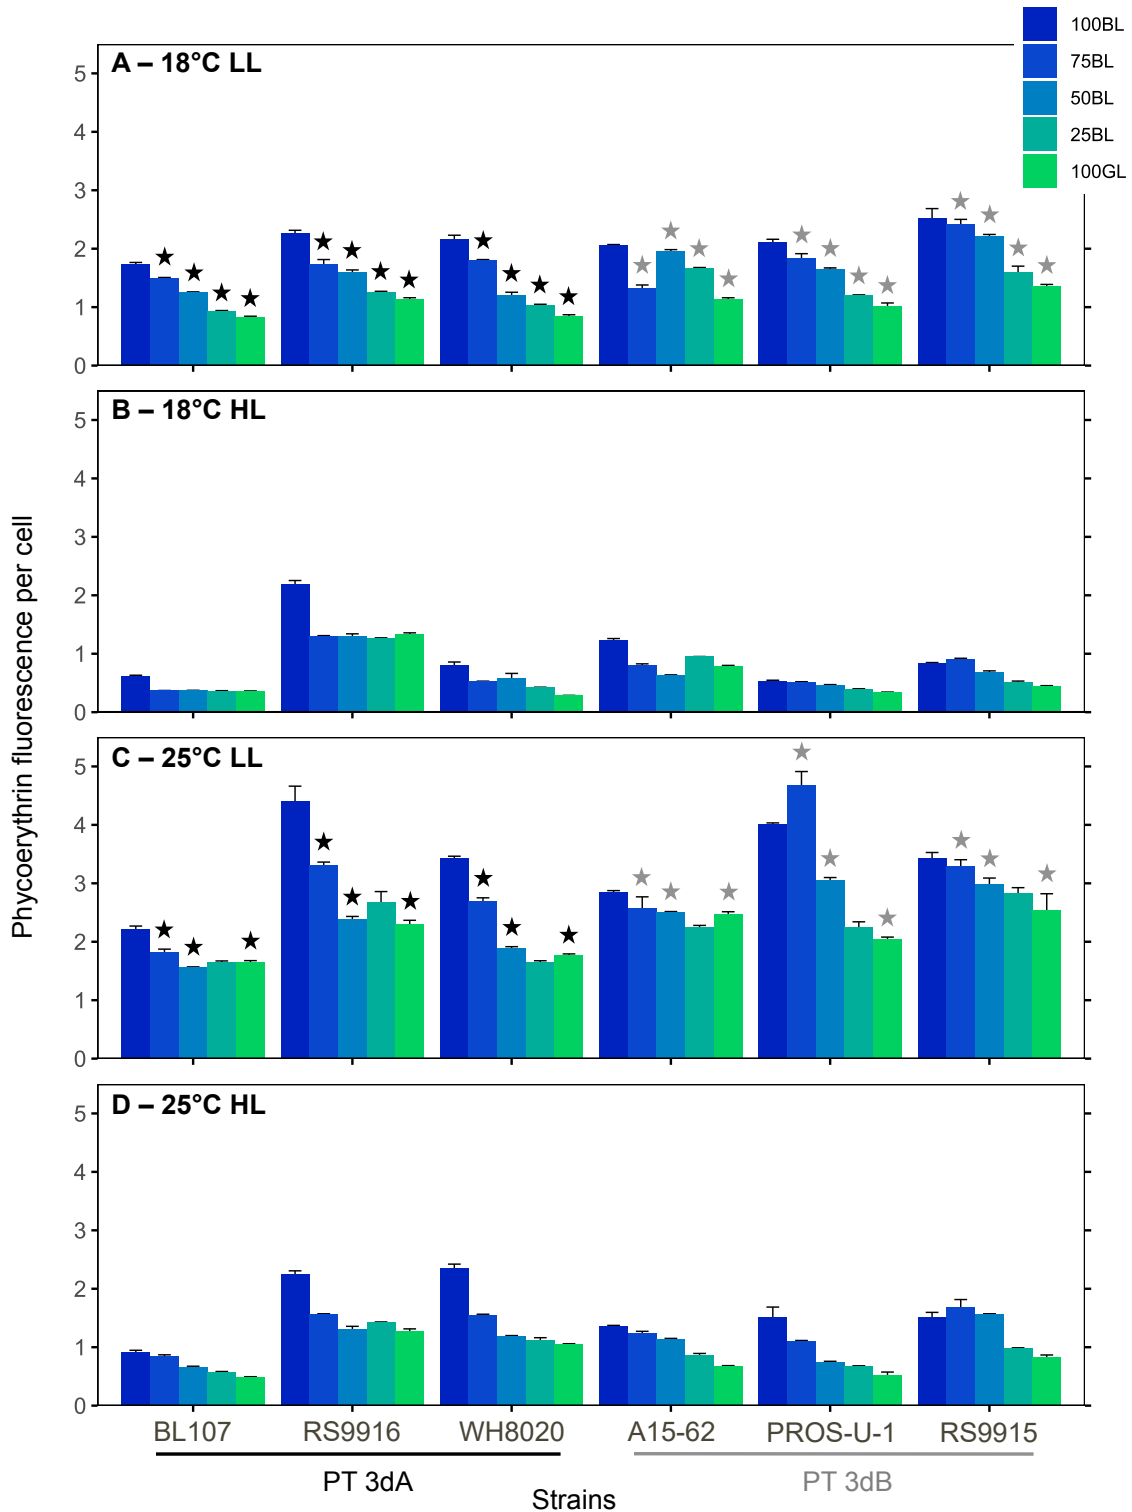 100BL
75BL
50BL
25BL
100GL
A – 18°C LL
5
4
3
2
1
0
B – 18°C HL
5
4
3
2
1
0
C – 25°C LL
5
4
3
2
1
0
D – 25°C HL
5
4
3
2
1
0
Phycoerythrin fluorescence per cell
BL107 RS9916 WH8020 A15-62 PROS-U-1 RS9915
PT 3dA PT 3dB
Strains